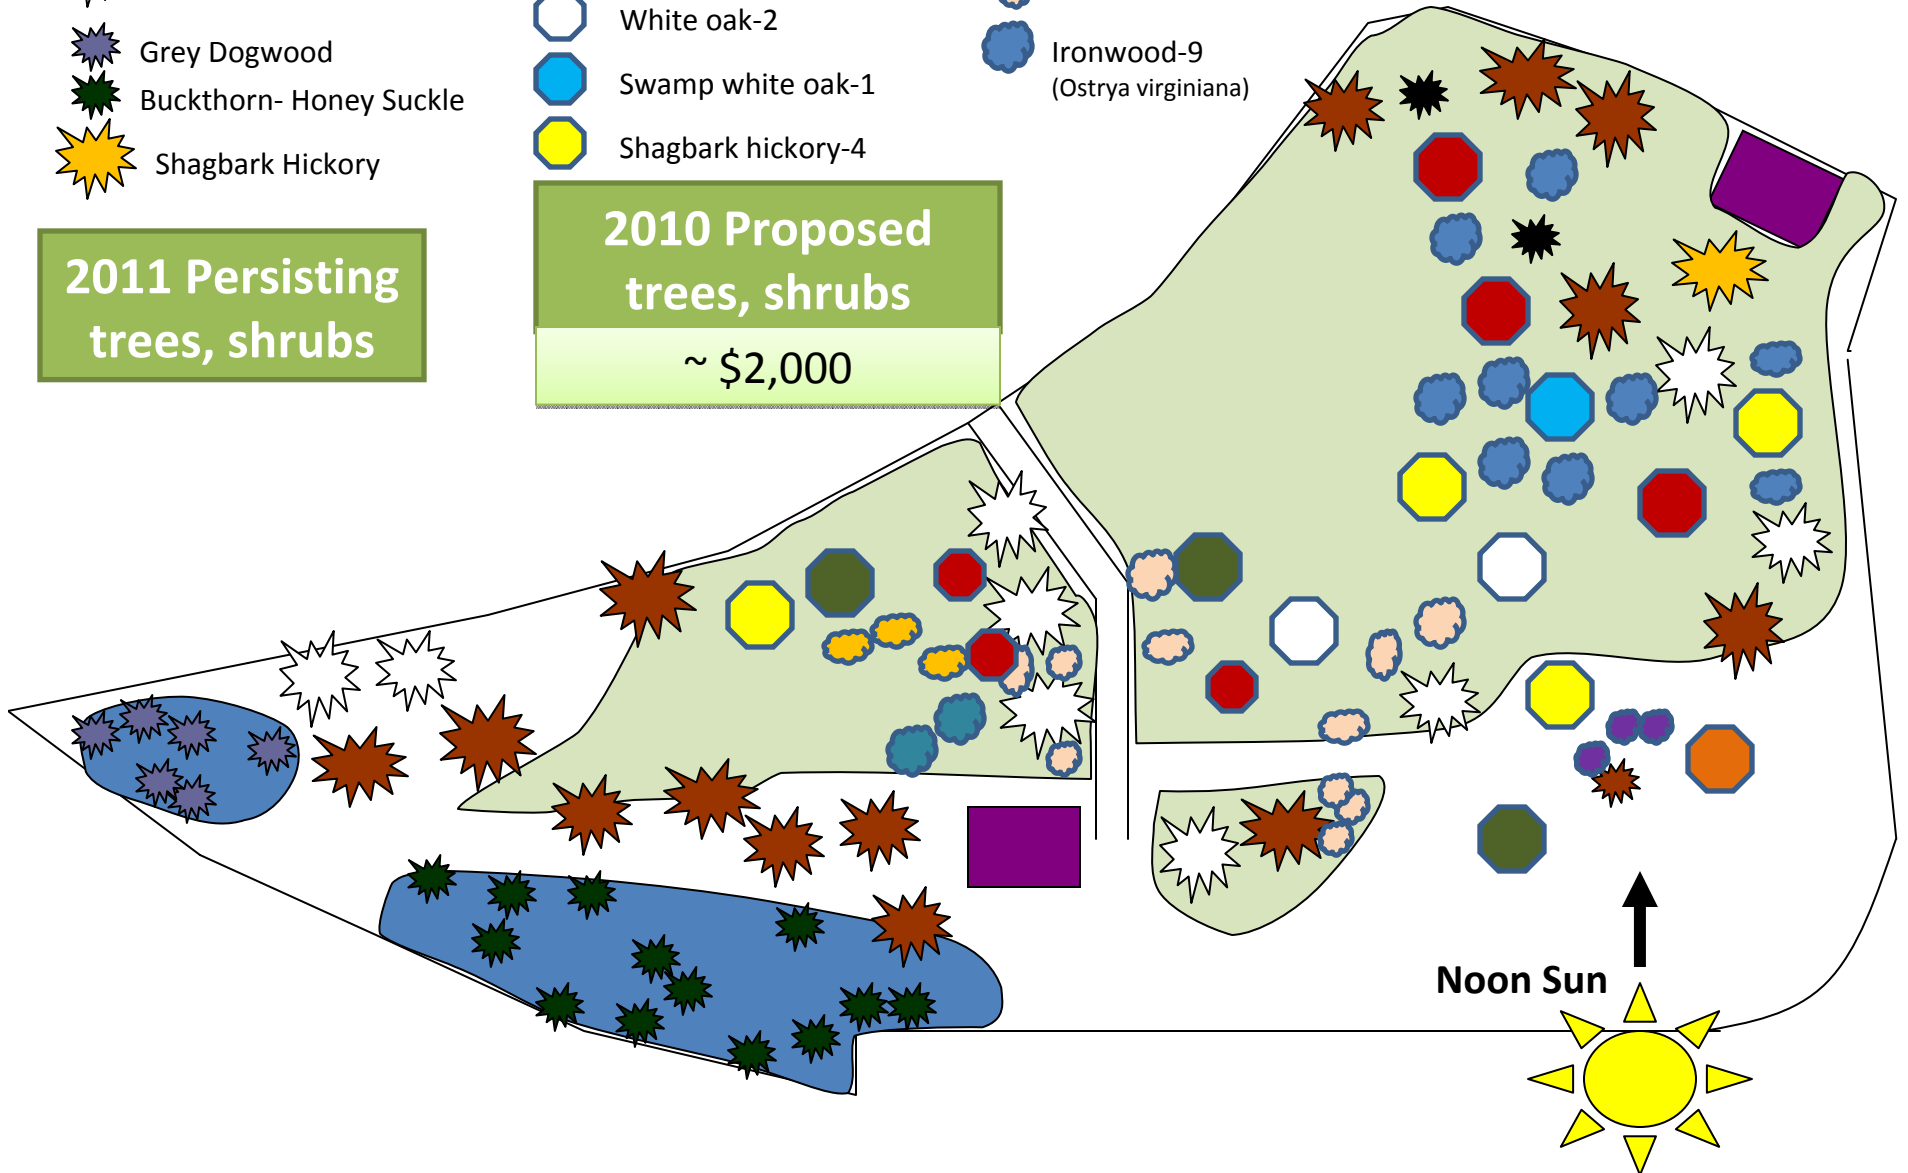 Grey Dogwood
Buckthorn- Honey Suckle
Shagbark Hickory
2011 Persisting
trees, shrubs
White oak-2
Swamp white oak-1
Shagbark hickory-4
2010 Proposed
trees, shrubs
~ $2,000
Ironwood-9
(Ostrya virginiana)
Noon Sun